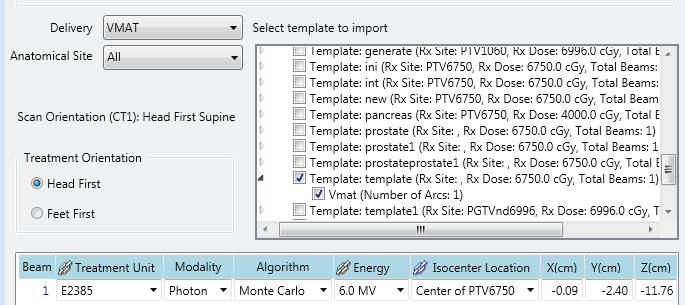 Delivery VMAT Select template to import
Anatomical Site All
Template: generate (Rx Site: PTV1060, Rx Dose: 6996.0 cGy, Total B
Template: ini (Rx Site: PTV6750, Rx Dose: 6750.0 cGy, Total Beams:
Template: int (Rx Site: PTV6750, Rx Dose: 6750.0 cGy, Total Beams:
Template: new (Rx Site: PTV6750, Rx Dose: 6750.0 cGy, Total Beam
Template: pancreas (Rx Site: PTV6750, Rx Dose: 4000.0 cGy, Total B
Template: prostate (Rx Site: , Rx Dose: 6750.0 cGy, Total Beams: 1)
Template: prostate1 (Rx Site: , Rx Dose: 6750.0 cGy, Total Beams: 1
Template: prostateprostate1 (Rx Site: , Rx Dose: 6750.0 cGy, Total
Template: template (Rx Site: , Rx Dose: 6750.0 cGy, Total Beams: 1)
Vmat (Number of Arcs: 1)
Template: template1 (Rx Site: PGTVnd6996, Rx Dose: 6996.0 cGy, T
Scan Orientation (CT1): Head First Supine
Treatment Orientation
Head First
Feet First
Beam Treatment Unit Modality Algorithm Energy Isocenter Location X(cm) Y(cm) Z(cm)
1 E2385 Photon Monte Carlo 6.0 MV Center of PTV6750 -0.09 -2.40 -11.76